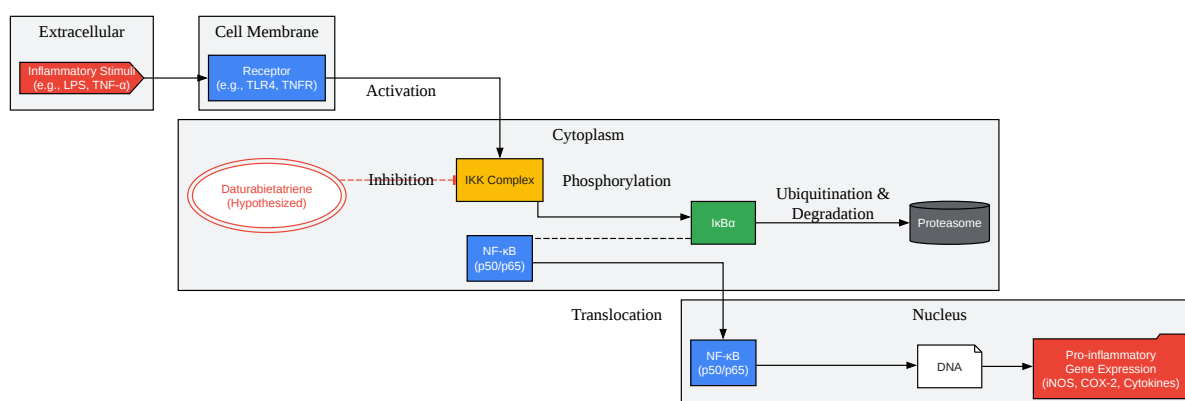 Extracellular
Cell Membrane
Inflammatory Stimuli
(e.g., LPS, TNF-α)
Receptor
(e.g., TLR4, TNFR)
Activation
Cytoplasm
Daturabietatriene
(Hypothesized)
Inhibition
IKK Complex
Phosphorylation
Ubiquitination &
Degradation
IκBα
Proteasome
NF-κB
(p50/p65)
Translocation
Nucleus
NF-κB
(p50/p65)
DNA
Pro-inflammatory
Gene Expression
(iNOS, COX-2, Cytokines)